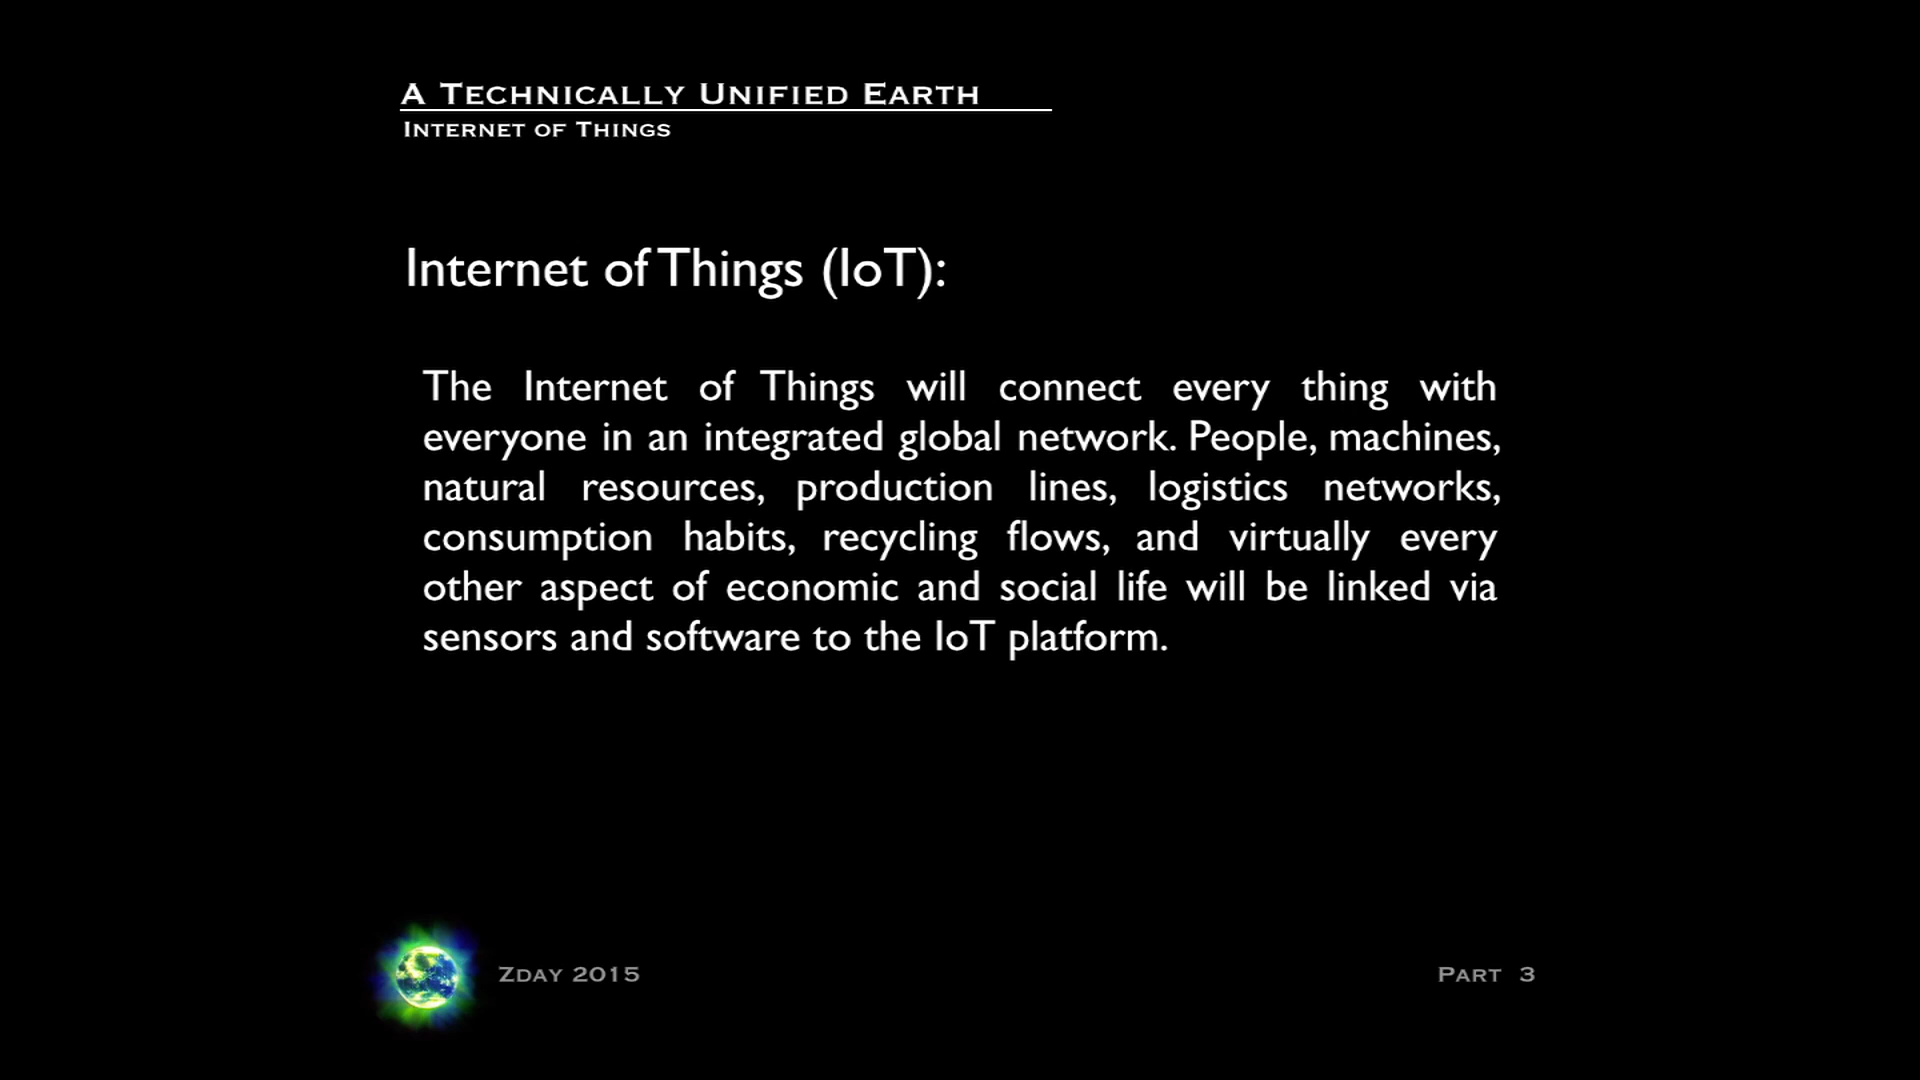 A Technically Unified Earth
Internet of Things
Internet of Things (IoT):
The Internet of Things will connect every thing with
everyone in an integrated global network. People, machines,
natural resources, production lines, logistics networks,
consumption habits, recycling flows, and virtually every
other aspect of economic and social life will be linked via
sensors and software to the IoT platform.
Zday 2015
Part 3